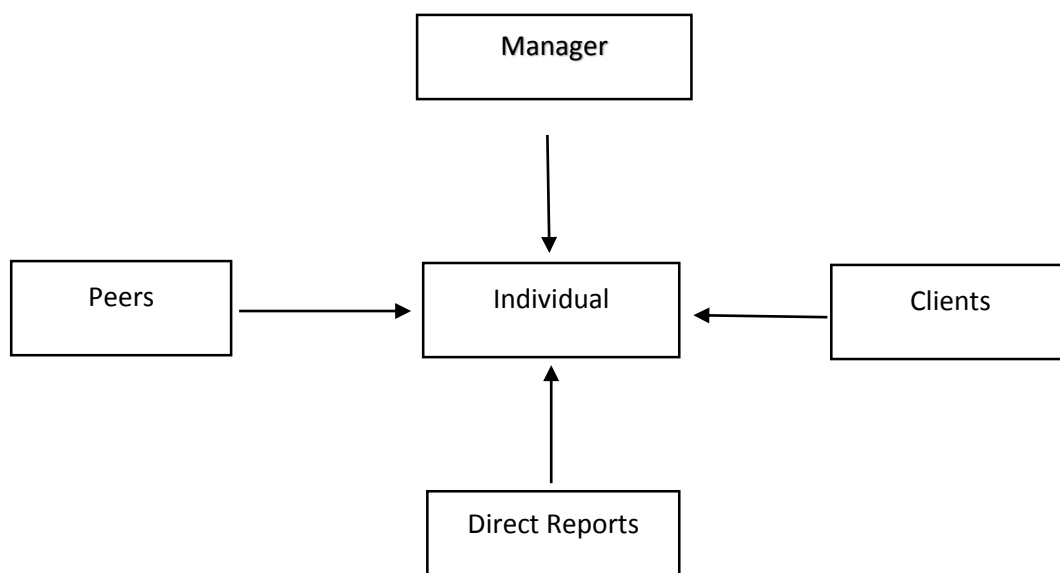 Manager
Peers
Individual
Clients
Direct Reports